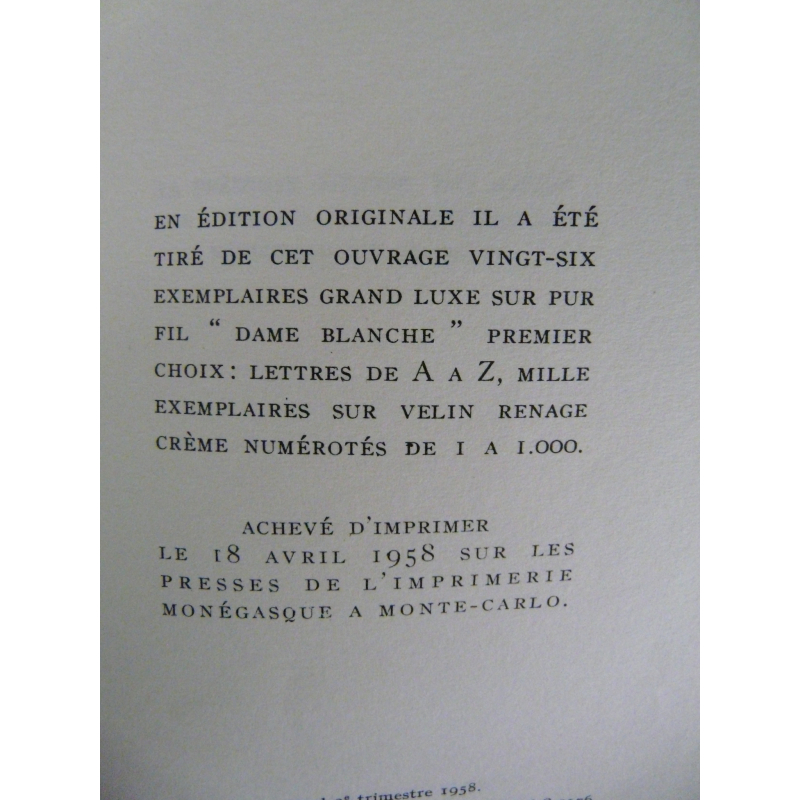 EN ÉDITION ORIGINALE IL A ÉTÉ
TIRÉ DE CET OUVRAGE VINGT-SIX
EXEMPLAIRES GRAND LUXE SUR PUR
FIL “ DAME BLANCHE ” PREMIER
CHOIX : LETTRES DE A A Z, MILLE
EXEMPLAIRES SUR VELIN RENAGE
CRÈME NUMÉROTÉS DE I A I.000.
ACHEVÉ D'IMPRIMER
LE 18 AVRIL 1958 SUR LES
PRESSES DE L'IMPRIMERIE
MONÉGASQUE A MONTE-CARLO.
trimestre 1958.